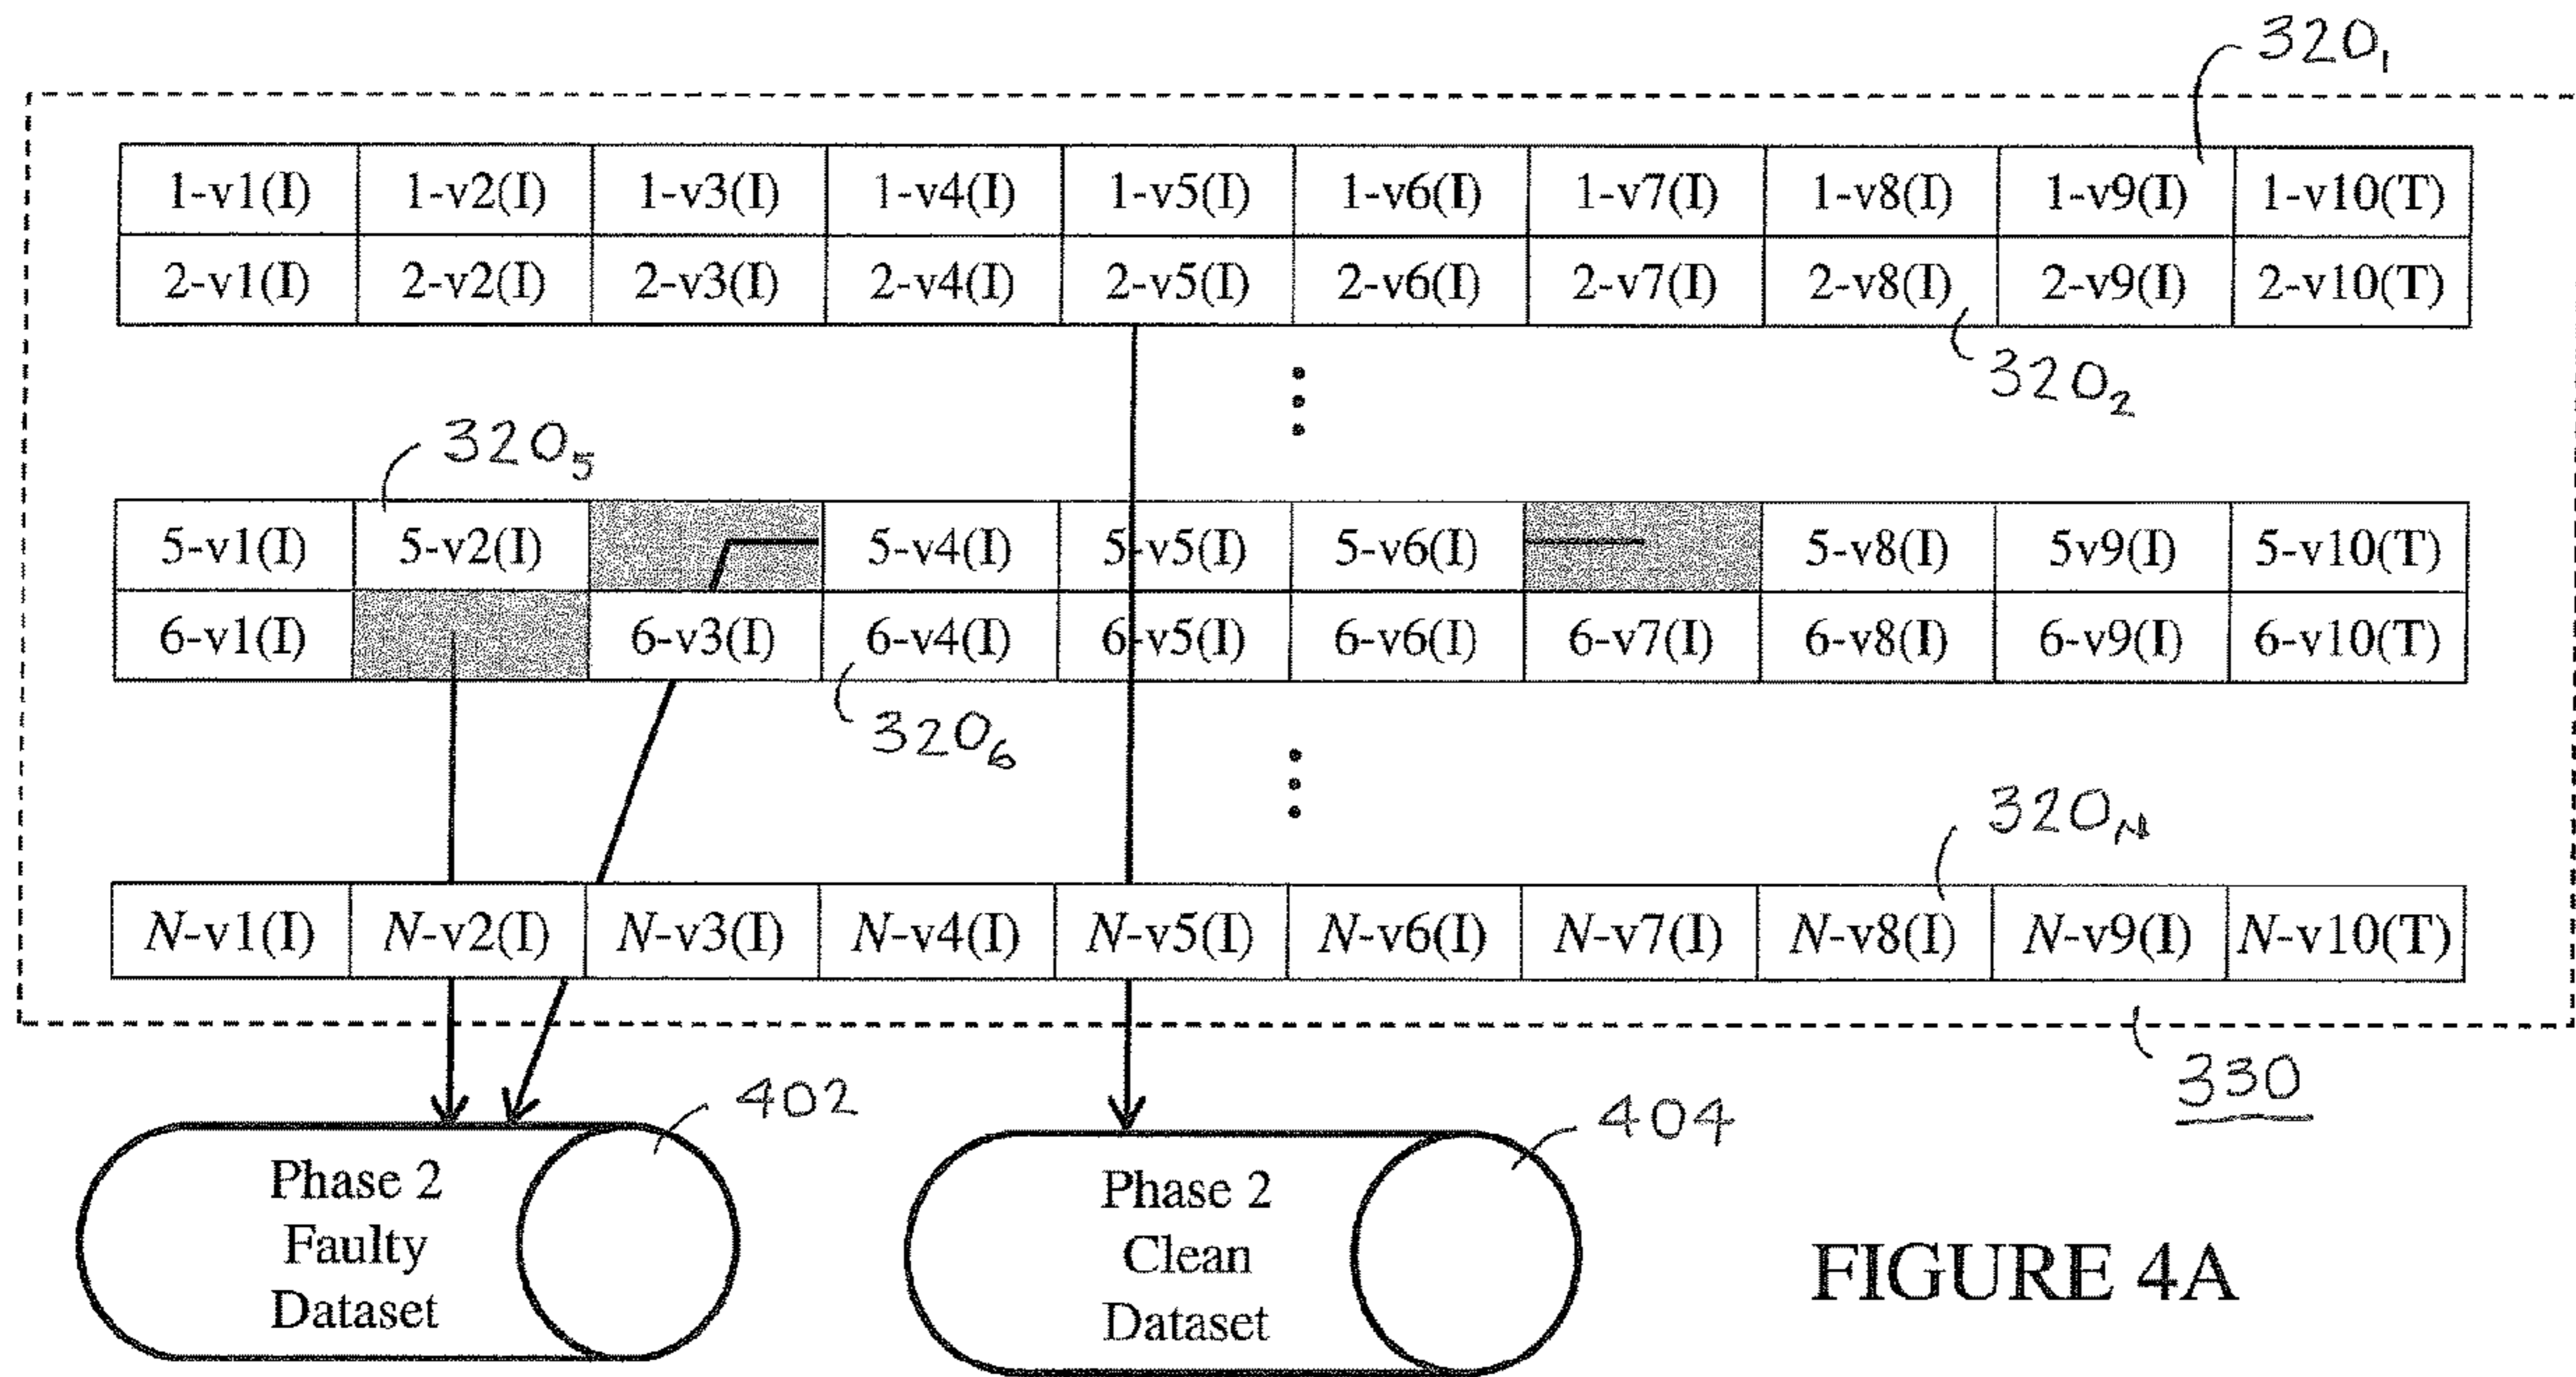 320₁
1-v1(I) 1-v2(I) 1-v3(I) 1-v4(I) 1-v5(I) 1-v6(I) 1-v7(I) 1-v8(I) 1-v9(I) 1-v10(T)
2-v1(I) 2-v2(I) 2-v3(I) 2-v4(I) 2-v5(I) 2-v6(I) 2-v7(I) 2-v8(I) 2-v9(I) 2-v10(T)
320₂
320₅
5-v1(I) 5-v2(I) 5-v4(I) 5-v5(I) 5-v6(I) 5-v8(I) 5v9(I) 5-v10(T)
6-v1(I) 6-v3(I) 6-v4(I) 6-v5(I) 6-v6(I) 6-v7(I) 6-v8(I) 6-v9(I) 6-v10(T)
320₆
320N
N-v1(I) N-v2(I) N-v3(I) N-v4(I) N-v5(I) N-v6(I) N-v7(I) N-v8(I) N-v9(I) N-v10(T)
330
402
404
Phase 2
Faulty
Dataset
Phase 2
Clean
Dataset
FIGURE 4A